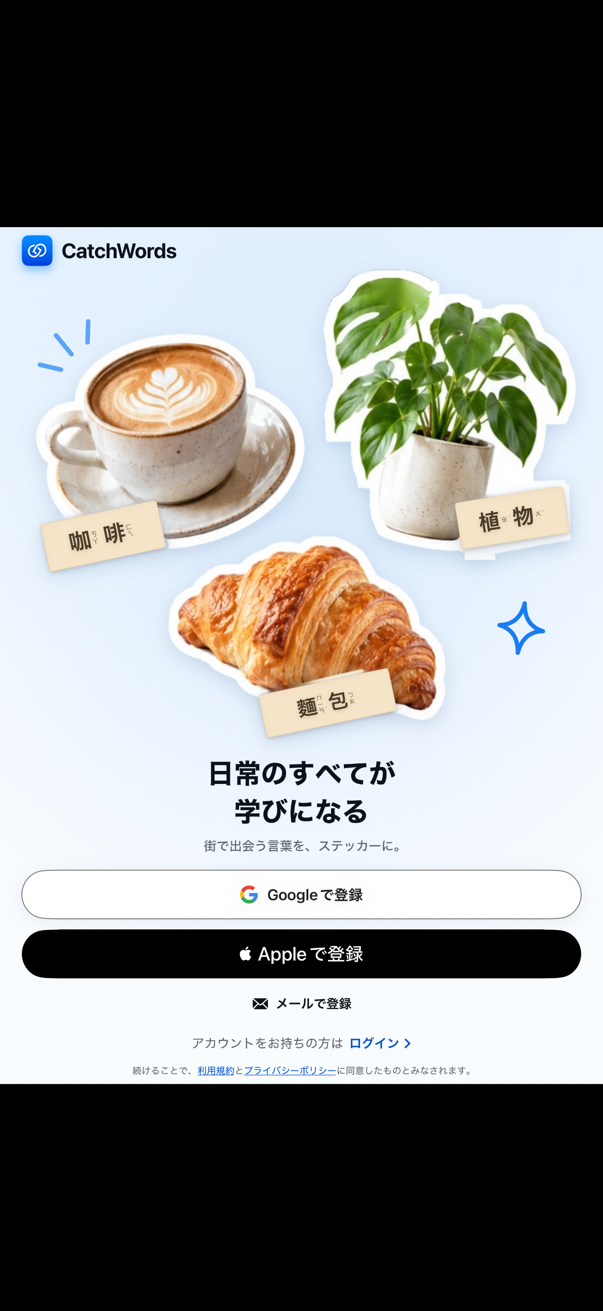 CatchWords
咖啡
植物
麵包
日常のすべてが
学びになる
街で出会う言葉を、ステッカーに。
Googleで登録
Appleで登録
メールで登録
アカウントをお持ちの方は ログイン
続けることで、利用規約とプライバシーポリシーに同意したものとみなされます。